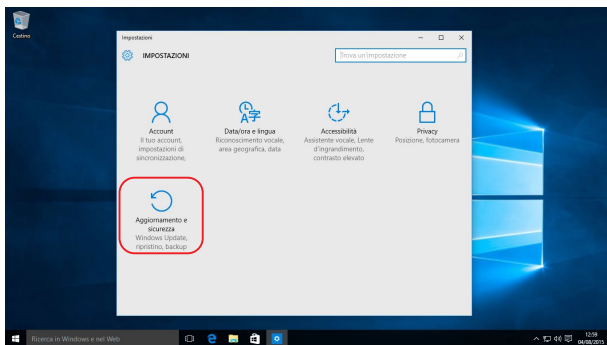 Cestino
Impostazioni
IMPOSTAZIONI
Trova un'impostazione
Account
Il tuo account,
impostazioni di
sincronizzazione,
Data/ora e lingua
Riconoscimento vocale,
area geografica, data
Accessibilità
Assistente vocale, Lente
d'ingrandimento,
contrasto elevato
Privacy
Posizione, fotocamera
Aggiornamento e
sicurezza
Windows Update,
ripristino, backup
Ricerca in Windows e nel Web
12:59
04/08/2015